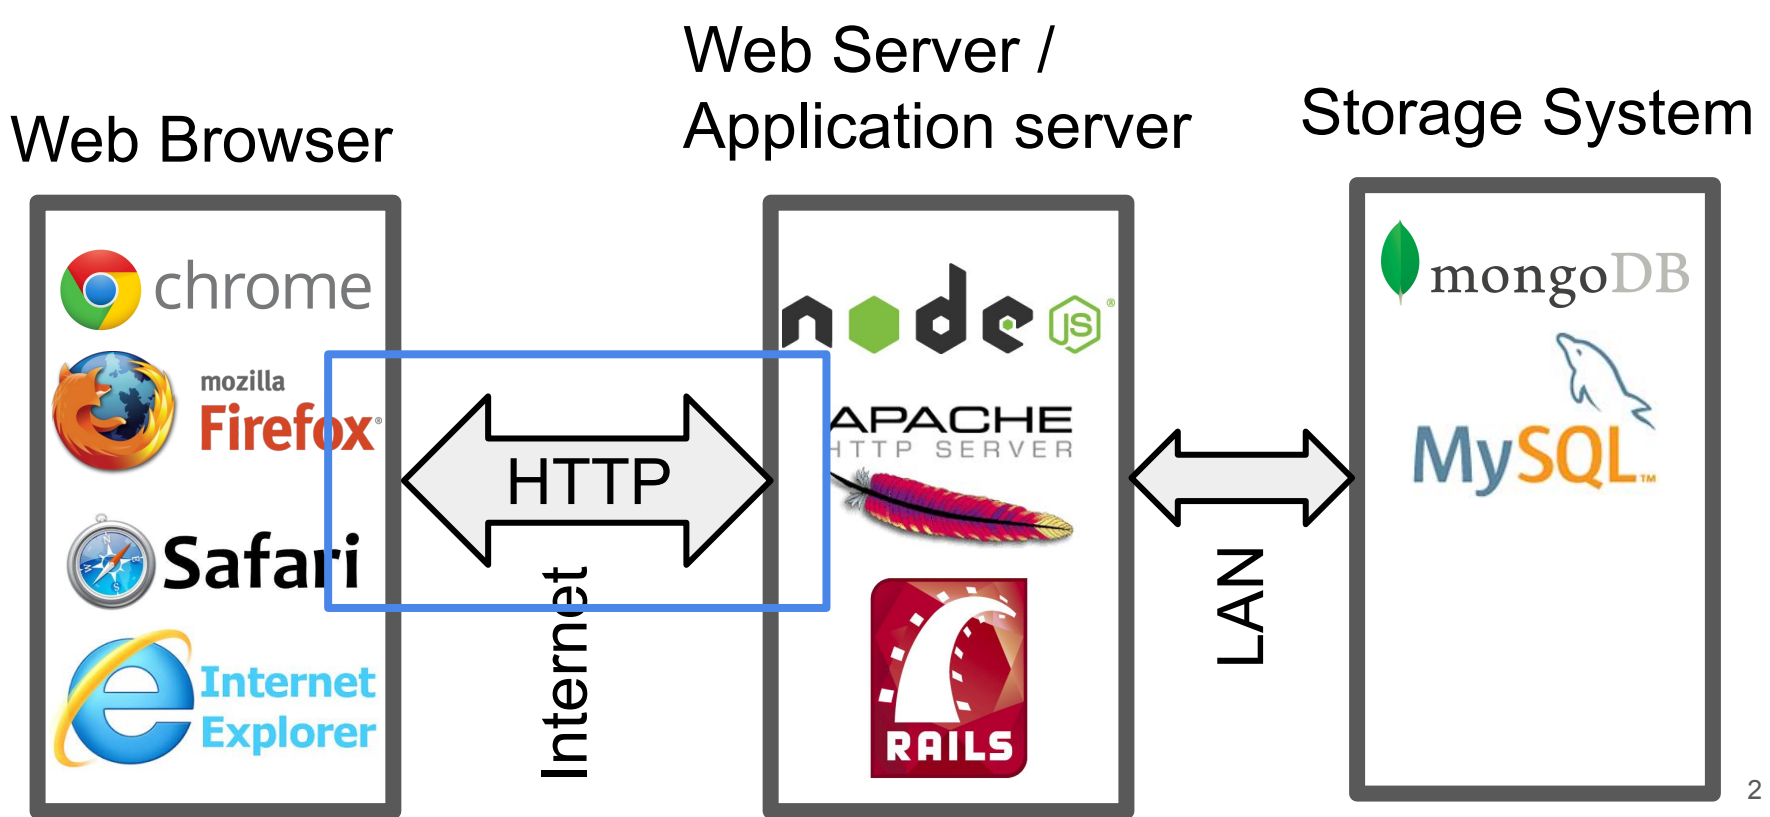 Web Browser
chrome
mozilla
Firefox®
Safari
Internet
Explorer
HTTP
Internet
Web Server /
Application server
node JS®
APACHE
HTTP SERVER
RAILS
LAN
Storage System
mongoDB
MySQL™
2